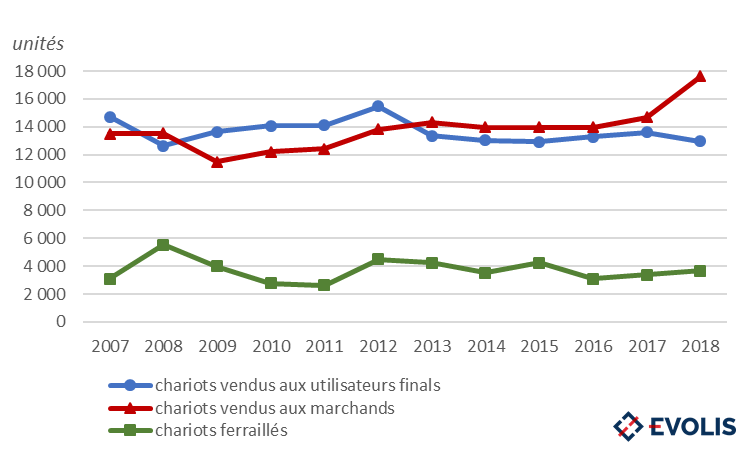 unités
18 000
16 000
14 000
12 000
10 000
8 000
6 000
4 000
2 000
0
2007 2008 2009 2010 2011 2012 2013 2014 2015 2016 2017 2018
chariots vendus aux utilisateurs finals
chariots vendus aux marchands
chariots ferraillés
EVOLIS